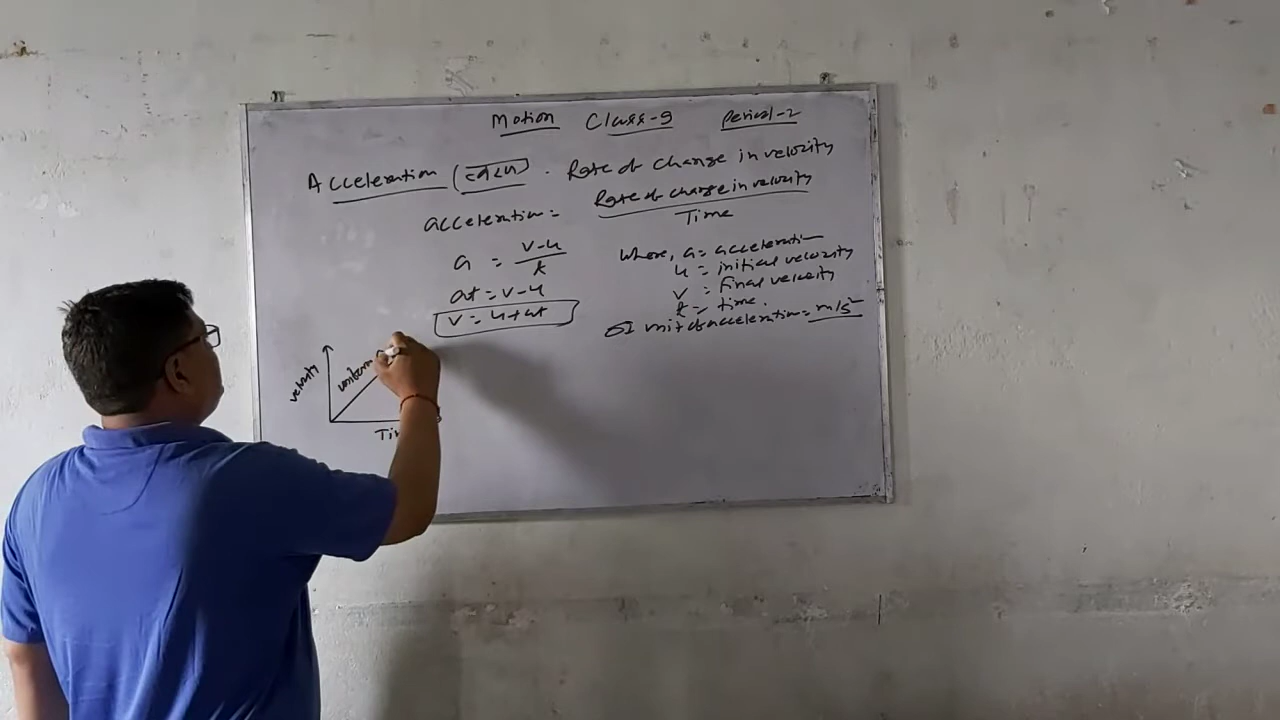 Motion Class-9 Period-2
Acceleration . Rate of change in velocity
acceleration = Rate of change in velocity
Time
a = v-u
t
at = v-u
v = u+at
Where, a = acceleration
u = initial velocity
v = final velocity
t = time.
SI unit of acceleration = m/s²
velocity
uniform